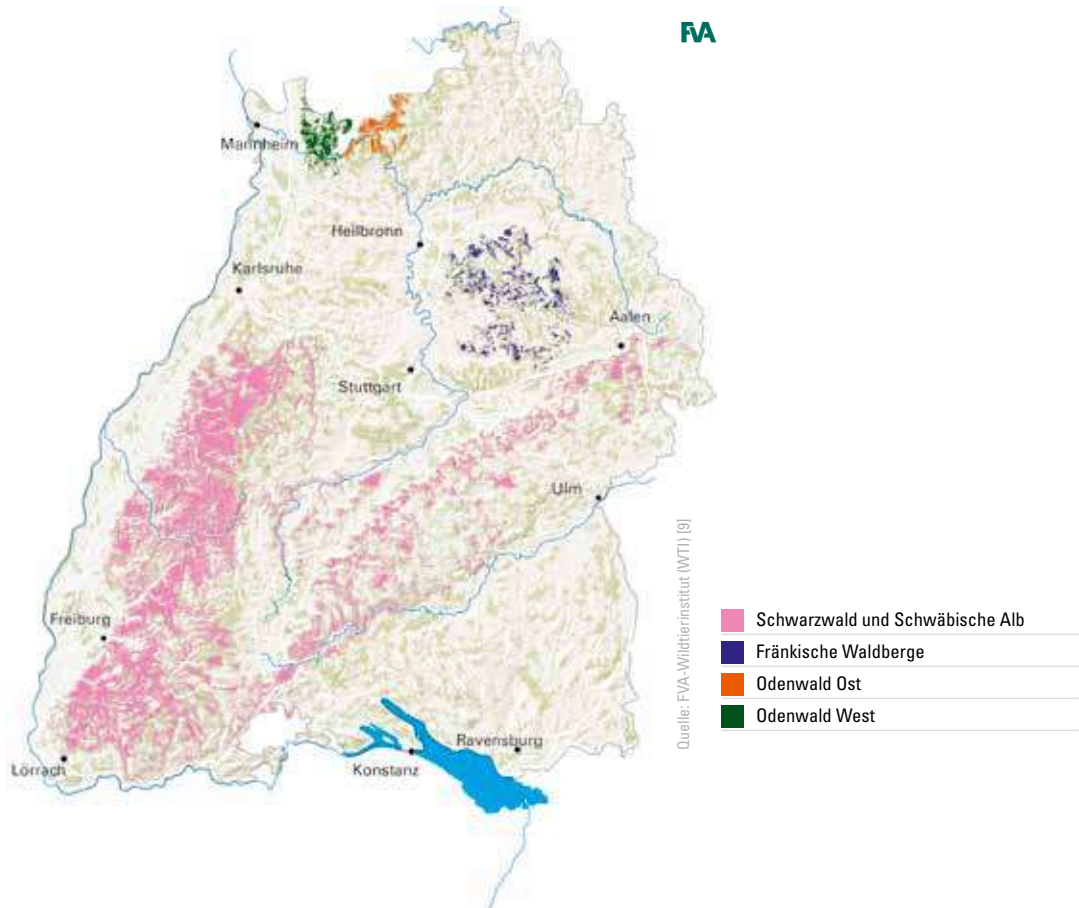 FVA
Mannheim
Heilbronn
Karlsruhe
Aalen
Stuttgart
Ulm
Freiburg
Ravensburg
Lörrach
Konstanz
Quelle: FVA-Wildtierinstitut (WTI) [9]
Schwarzwald und Schwäbische Alb
Fränkische Waldberge
Odenwald Ost
Odenwald West